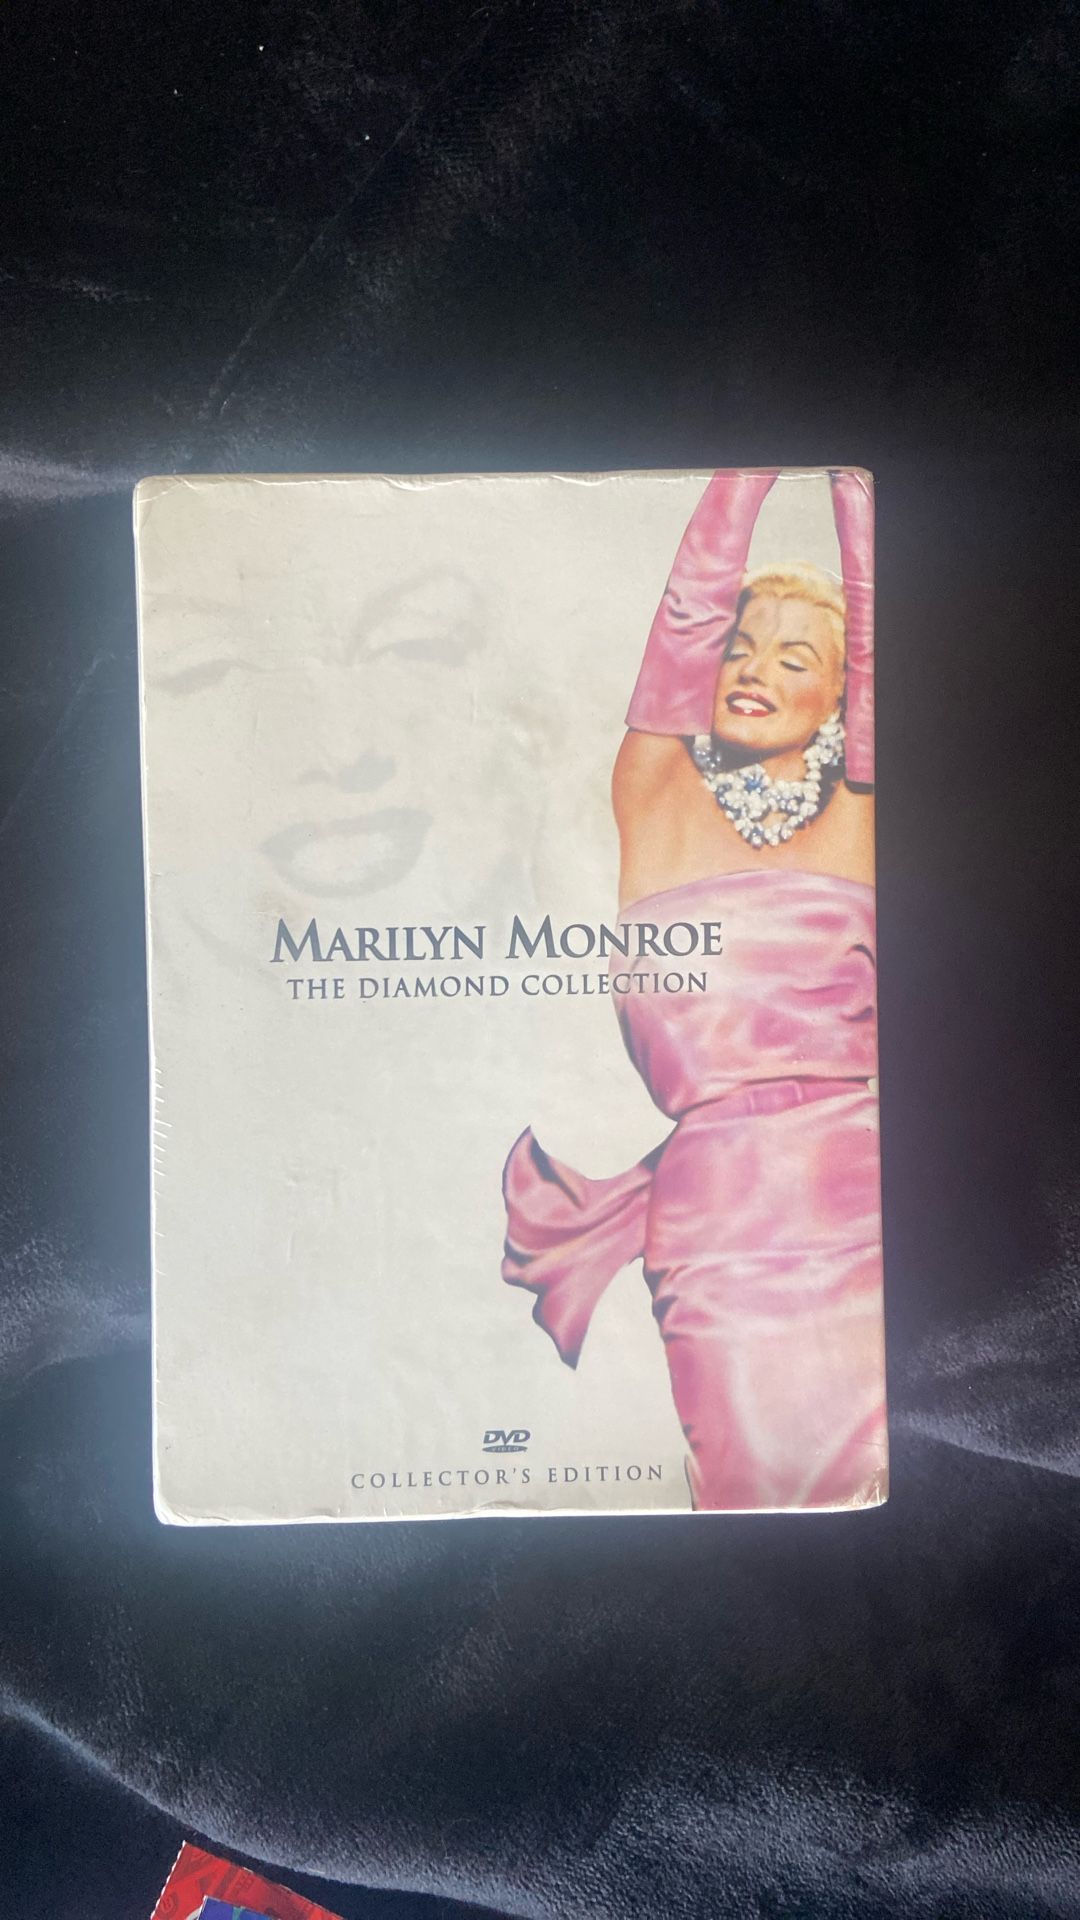 MARILYN MONROE
THE DIAMOND COLLECTION
DVD
VIDEO
COLLECTOR'S EDITION